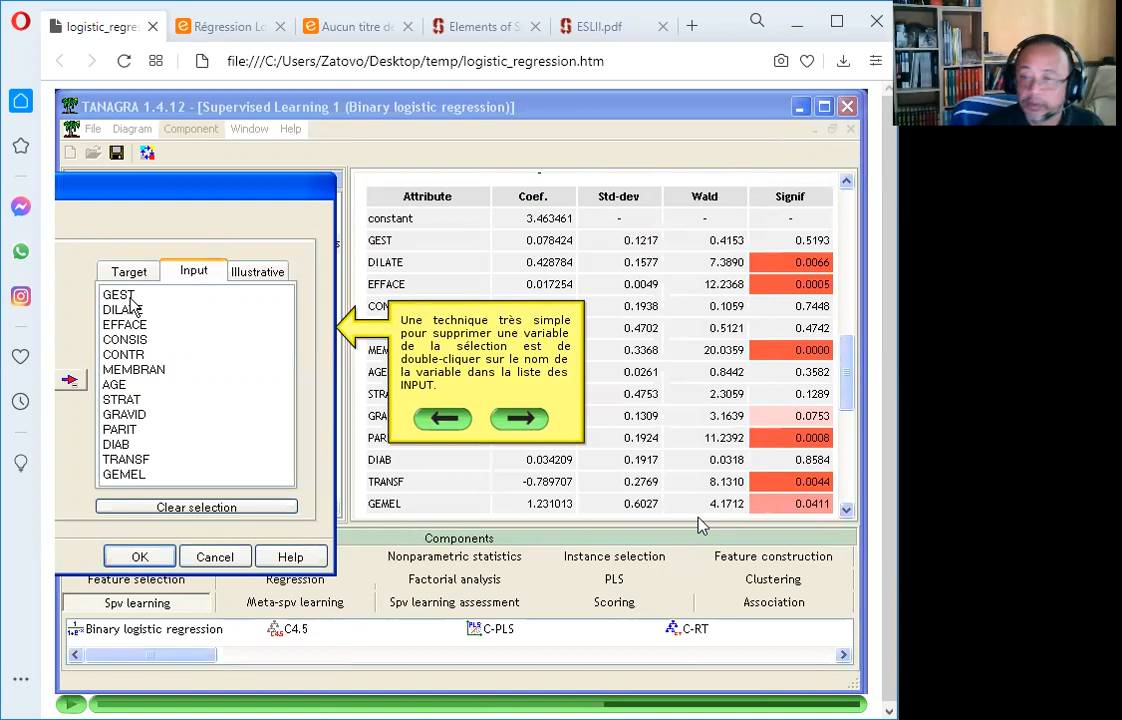 logistic_regre
Régression Lo
Aucun titre de
Elements of S
ESLII.pdf
file:///C:/Users/Zatovo/Desktop/temp/logistic_regression.htm
TANAGRA 1.4.12 - [Supervised Learning 1 (Binary logistic regression)]
File Diagram Component Window Help
Target Input Illustrative
GEST
DILATE
EFFACE
CONSIS
CONTR
MEMBRAN
AGE
STRAT
GRAVID
PARIT
DIAB
TRANSF
GEMEL
Clear selection
OK Cancel Help
Attribute Coef. Std-dev Wald Signif
constant 3.463461 - - -
GEST 0.078424 0.1217 0.4153 0.5193
DILATE 0.428784 0.1577 7.3890 0.0066
EFFACE 0.017254 0.0049 12.2368 0.0005
CON 0.1938 0.1059 0.7448
0.4702 0.5121 0.4742
MEM 0.3368 20.0359 0.0000
AGE 0.0261 0.8442 0.3582
STRA 0.4753 2.3059 0.1289
GRA 0.1309 3.1639 0.0753
PARI 0.1924 11.2392 0.0008
DIAB 0.034209 0.1917 0.0318 0.8584
TRANSF -0.789707 0.2769 8.1310 0.0044
GEMEL 1.231013 0.6027 4.1712 0.0411
Une technique très simple
pour supprimer une variable
de la sélection est de
double-cliquer sur le nom de
la variable dans la liste des
INPUT.
Components
Nonparametric statistics Instance selection Feature construction
Feature selection Regression Factorial analysis PLS Clustering
Spv learning Meta-spv learning Spv learning assessment Scoring Association
Binary logistic regression C4.5 C-PLS C-RT